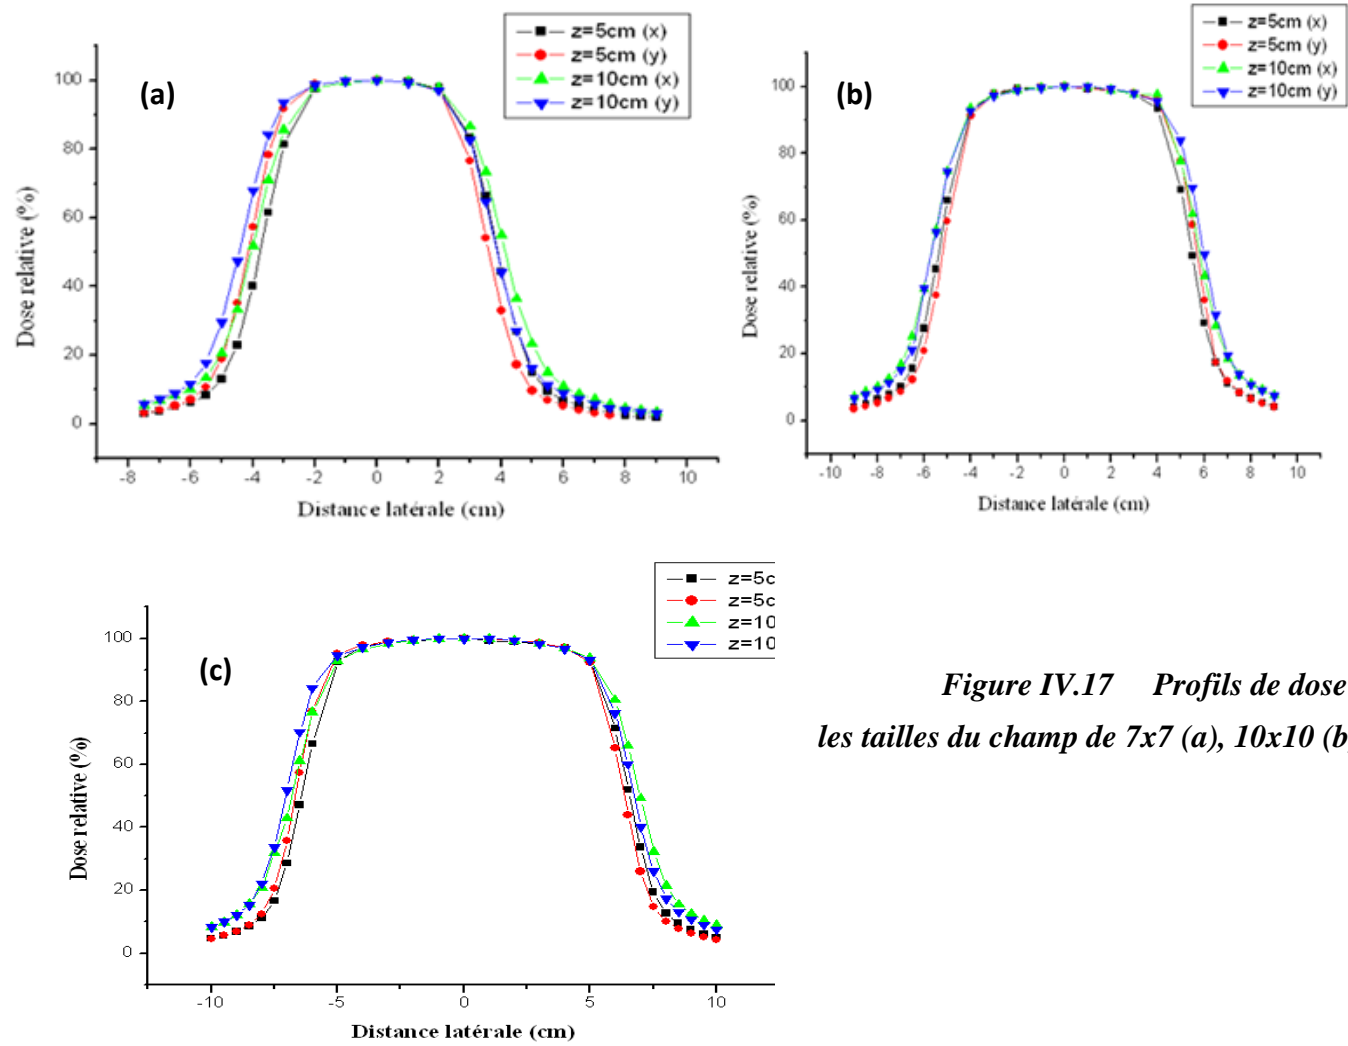 (a)
z=5cm (x)
z=5cm (y)
z=10cm (x)
z=10cm (y)
100
80
60
40
20
0
Dose relative (%)
-8 -6 -4 -2 0 2 4 6 8 10
Distance latérale (cm)
(b)
z=5cm (x)
z=5cm (y)
z=10cm (x)
z=10cm (y)
100
80
60
40
20
0
Dose relative (%)
-10 -8 -6 -4 -2 0 2 4 6 8 10
Distance latérale (cm)
(c)
z=5c
z=5c
z=10
z=10
100
80
60
40
20
0
Dose relative (%)
-10 -5 0 5 10
Distance latérale (cm)
Figure IV.17 Profils de dose
les tailles du champ de 7x7 (a), 10x10 (b